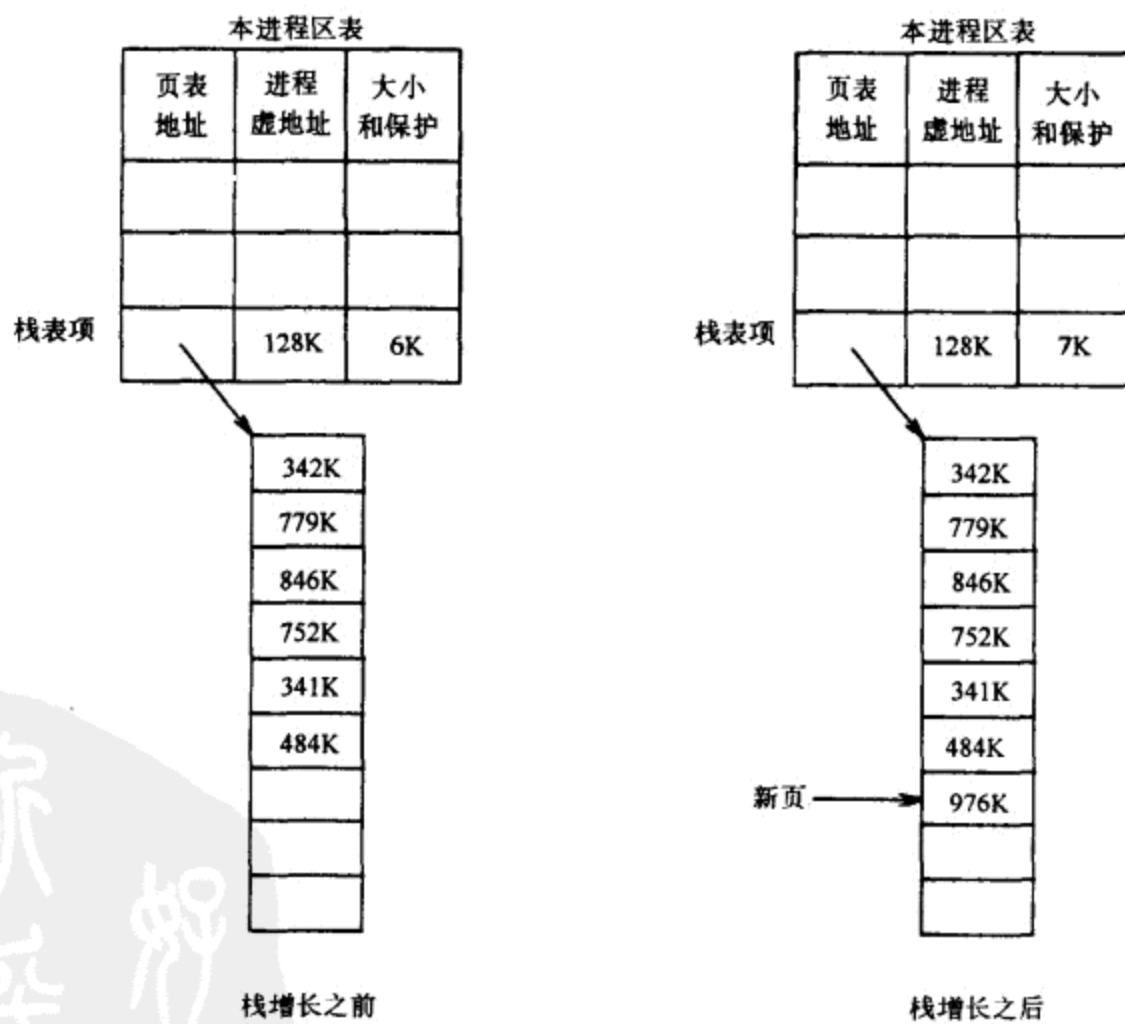 本进程区表
页表
地址
进程
虚地址
大小
和保护
栈表项
128K
6K
342K
779K
846K
752K
341K
484K
栈增长之前
本进程区表
页表
地址
进程
虚地址
大小
和保护
栈表项
128K
7K
342K
779K
846K
752K
341K
484K
新页
976K
栈增长之后